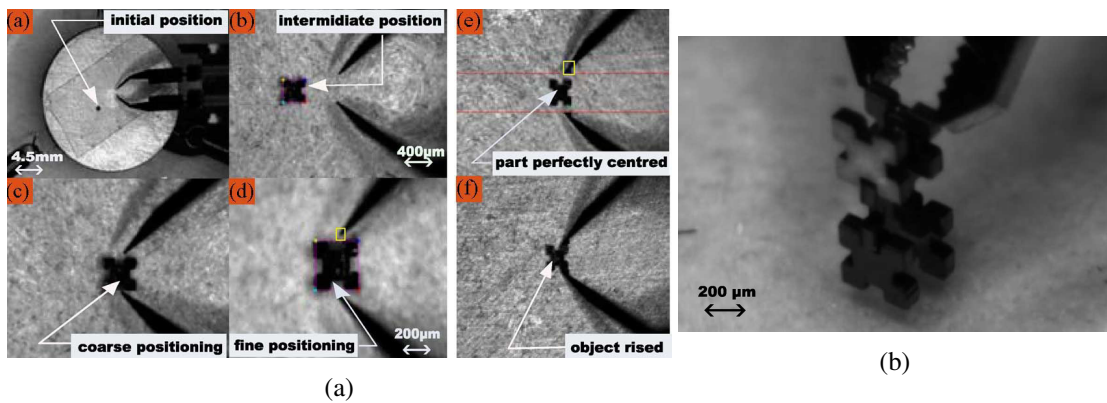 (a)
initial position
4.5mm
(b)
intermidiate position
400µm
(c)
coarse positioning
(d)
fine positioning
200µm
(e)
part perfectly centred
(f)
object rised
(a)
200 µm
(b)